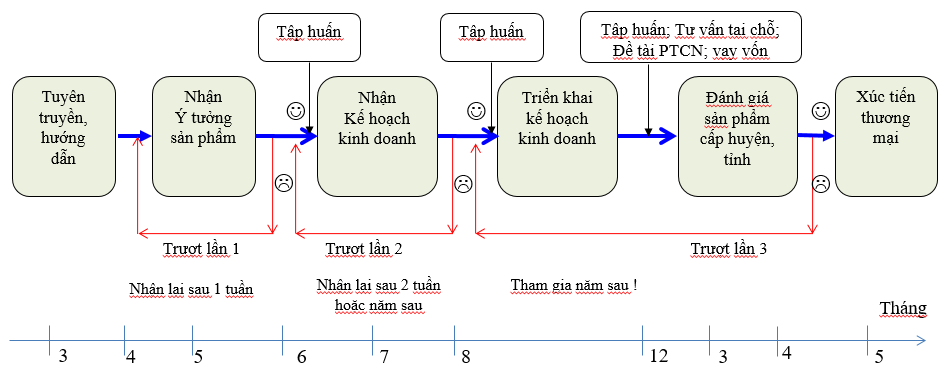 Tập huấn
Tập huấn
Tập huấn; Tư vấn tai chỗ;
Đề tài PTCN; vay vốn
Tuyên
truyền,
hướng
dẫn
Nhận
Ý tưởng
sản phẩm
Nhận
Kế hoạch
kinh doanh
Triển khai
kế hoạch
kinh doanh
Đánh giá
sản phẩm
cấp huyện,
tỉnh
Xúc tiến
thương
mại
Trượt lần 1
Trượt lần 2
Trượt lần 3
Nhận lại sau 1 tuần
Nhận lại sau 2 tuần
hoặc năm sau
Tham gia năm sau !
Tháng
3 4 5 6 7 8 12 3 4 5